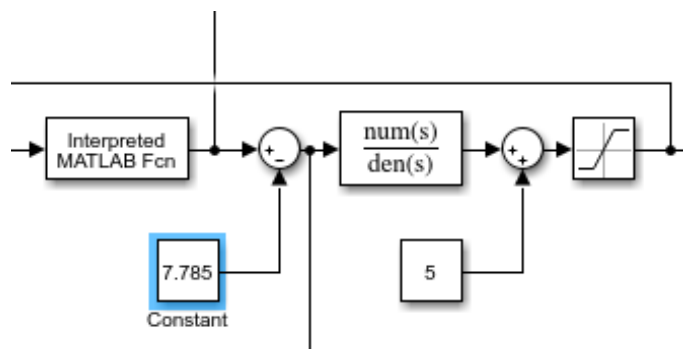 Interpreted
MATLAB Fcn
+
−
num(s)
den(s)
+
+
7.785
Constant
5